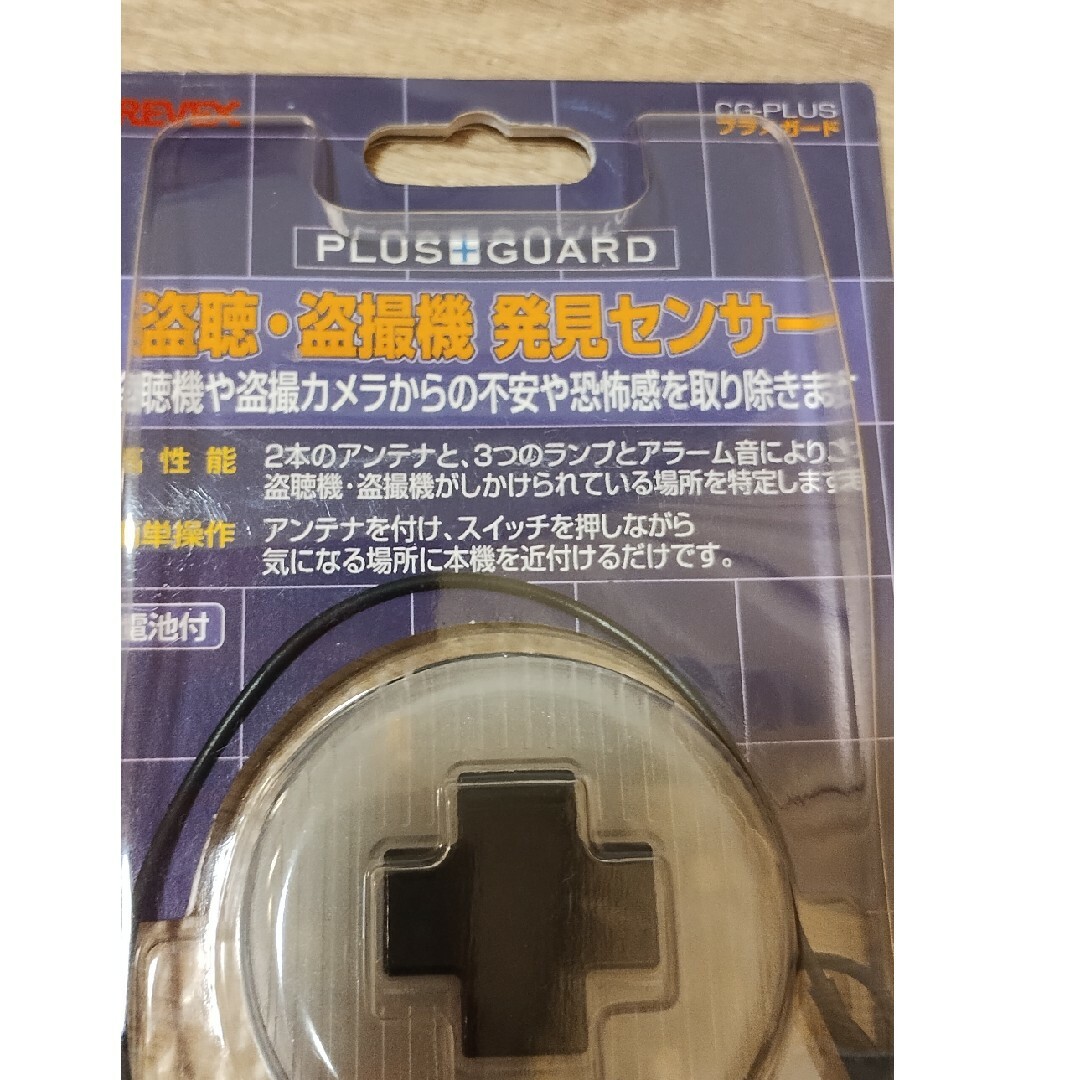 REVEX
CG-PLUS
プラスガード
PLUS+GUARD
盗聴・盗撮機 発見センサー
聴機や盗撮カメラからの不安や恐怖感を取り除きます
高性能
2本のアンテナと、3つのランプとアラーム音により、
盗聴機・盗撮機がしかけられている場所を特定します
簡単操作
アンテナを付け、スイッチを押しながら
気になる場所に本機を近付けるだけです。
電池付